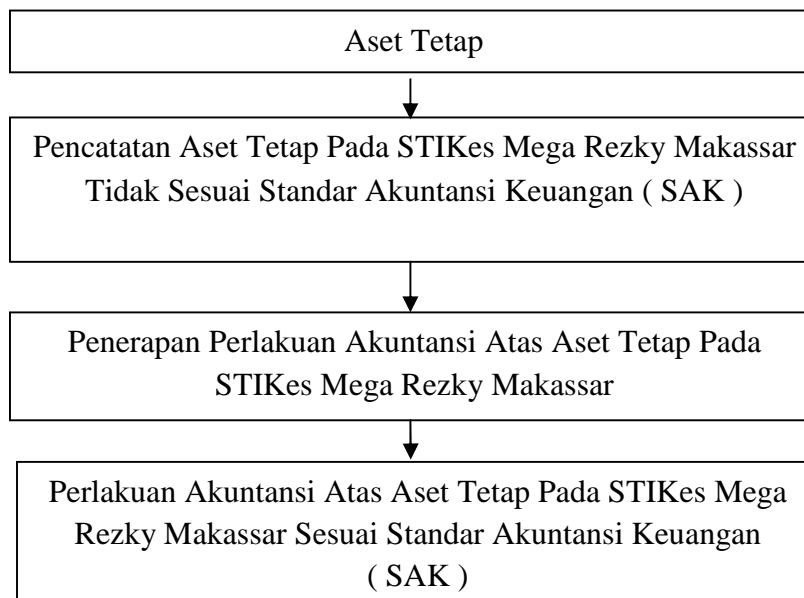 Aset Tetap
Pencatatan Aset Tetap Pada STIKes Mega Rezky Makassar
Tidak Sesuai Standar Akuntansi Keuangan ( SAK )
Penerapan Perlakuan Akuntansi Atas Aset Tetap Pada
STIKes Mega Rezky Makassar
Perlakuan Akuntansi Atas Aset Tetap Pada STIKes Mega
Rezky Makassar Sesuai Standar Akuntansi Keuangan
( SAK )